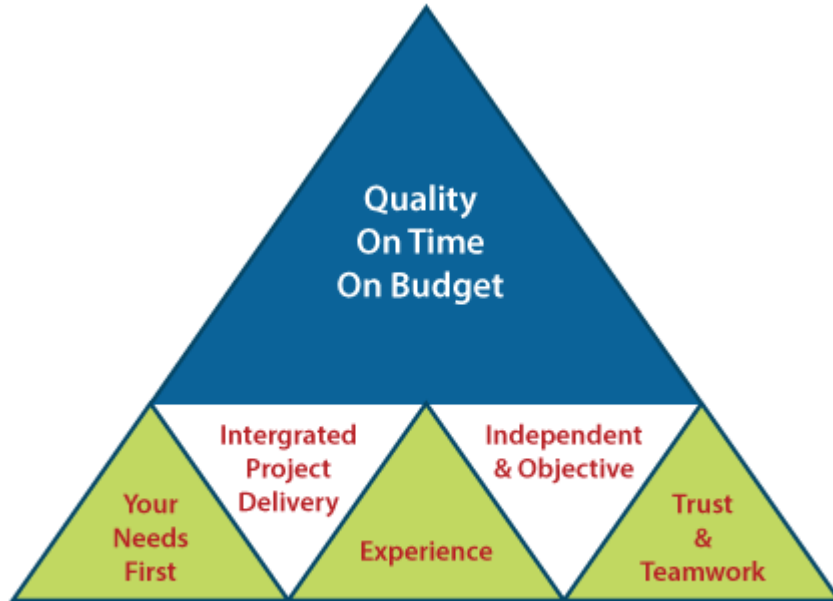 Quality
On Time
On Budget
Intergrated
Project
Delivery
Independent
& Objective
Your
Needs
First
Experience
Trust
&
Teamwork